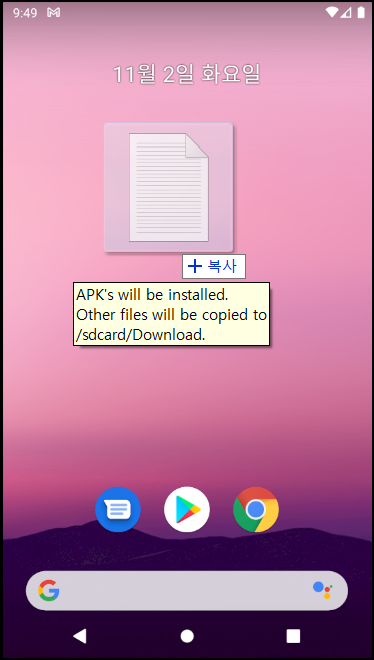 9:49
11월 2일 화요일
복사
APK's will be installed.
Other files will be copied to
/sdcard/Download.